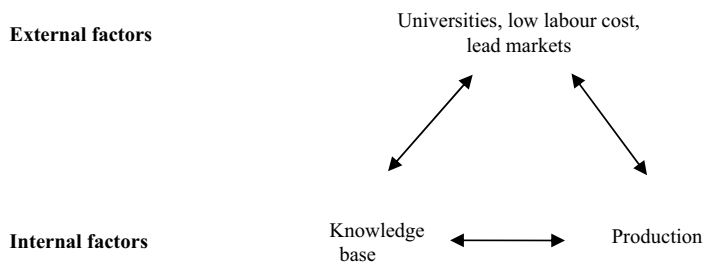 External factors
Universities, low labour cost,
lead markets
Internal factors
Knowledge
base
Production